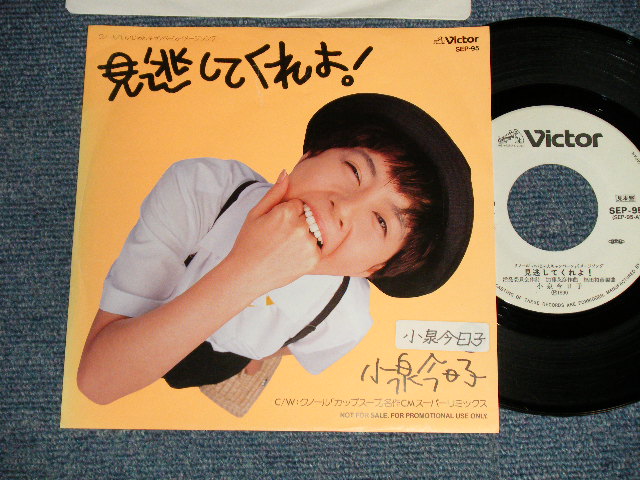 見逃してくれよ!
Victor
SEP-95
小泉今日子
小泉今日子
C/W:クノール カップスープ名作CMスーパーリミックス
NOT FOR SALE. FOR PROMOTIONAL USE ONLY.
Victor
見本盤
SEP-95
(SEP-95-A)
見逃してくれよ!
小泉今日子